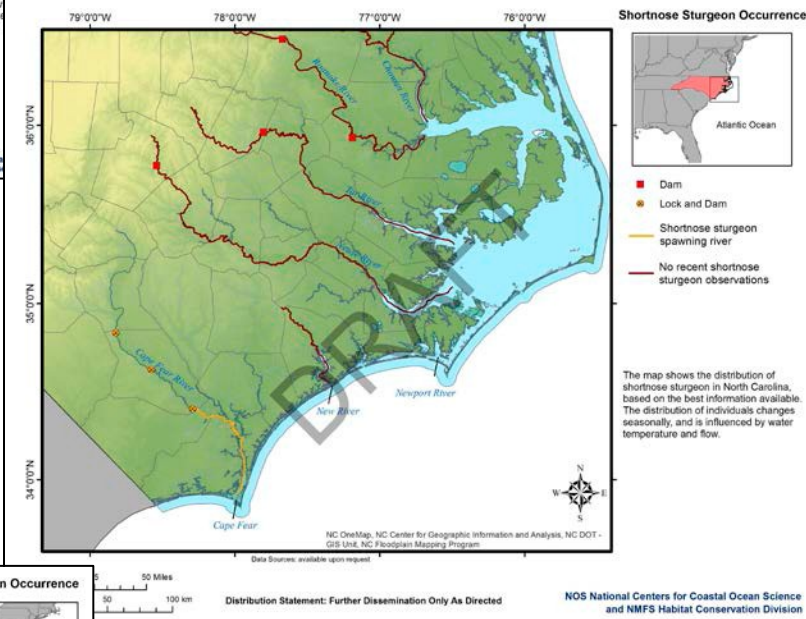 Shortnose Sturgeon Occurrence
79°0'0"W
78°0'0"W
77°0'0"W
76°0'0"W
36°0'0"N
35°0'0"N
34°0'0"N
Roanoke River
Chowan River
Tar River
Neuse River
Cape Fear River
New River
Newport River
Cape Fear
DRAFT
Atlantic Ocean
Dam
Lock and Dam
Shortnose sturgeon
spawning river
No recent shortnose
sturgeon observations
The map shows the distribution of
shortnose sturgeon in North Carolina,
based on the best information available.
The distribution of individuals changes
seasonally, and is influenced by water
temperature and flow.
N
W
E
S
NC OneMap, NC Center for Geographic Information and Analysis, NC DOT -
GIS Unit, NC Floodplain Mapping Program
Data Sources: available upon request
n Occurrence
50 Miles
50
100 km
Distribution Statement: Further Dissemination Only As Directed
NOS National Centers for Coastal Ocean Science
and NMFS Habitat Conservation Division